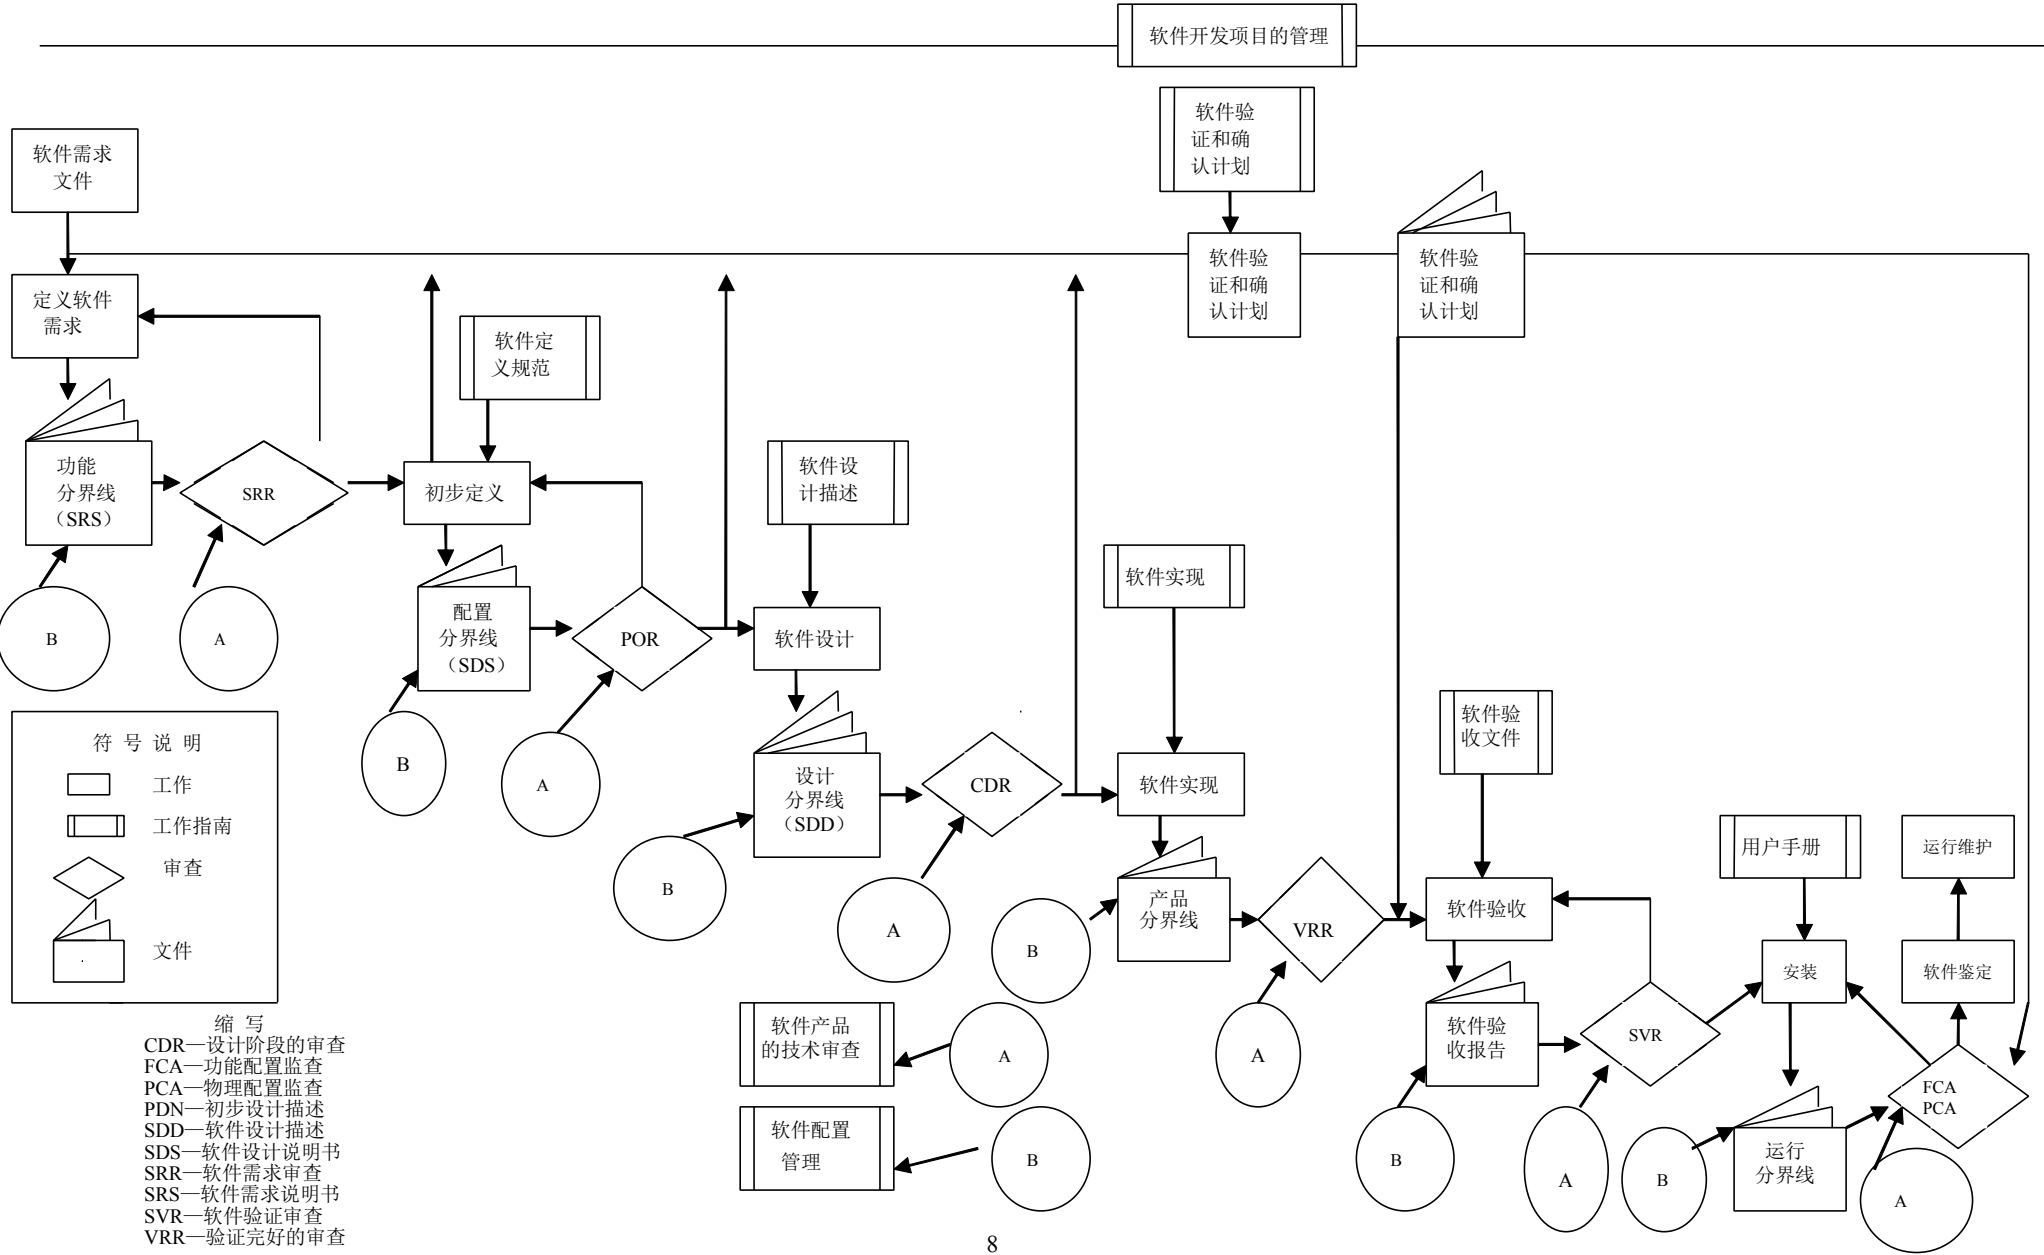 软件开发项目的管理
软件验
证和确
认计划
软件需求
文件
软件验
证和确
认计划
软件验
证和确
认计划
定义软件
需求
软件定
义规范
功能
分界线
（SRS）
SRR
初步定义
软件设
计描述
B
A
配置
分界线
（SDS）
POR
软件设计
软件实现
B
A
设计
分界线
（SDD）
CDR
软件实现
软件验
收文件
B
A
B
产品
分界线
VRR
软件验收
用户手册
运行维护
安装
软件鉴定
软件产品
的技术审查
A
A
软件验
收报告
SVR
FCA
PCA
软件配置
管理
B
B
A
B
运行
分界线
A
符 号 说 明
工作
工作指南
审查
文件
缩 写
CDR—设计阶段的审查
FCA—功能配置监查
PCA—物理配置监查
PDN—初步设计描述
SDD—软件设计描述
SDS—软件设计说明书
SRR—软件需求审查
SRS—软件需求说明书
SVR—软件验证审查
VRR—验证完好的审查
8